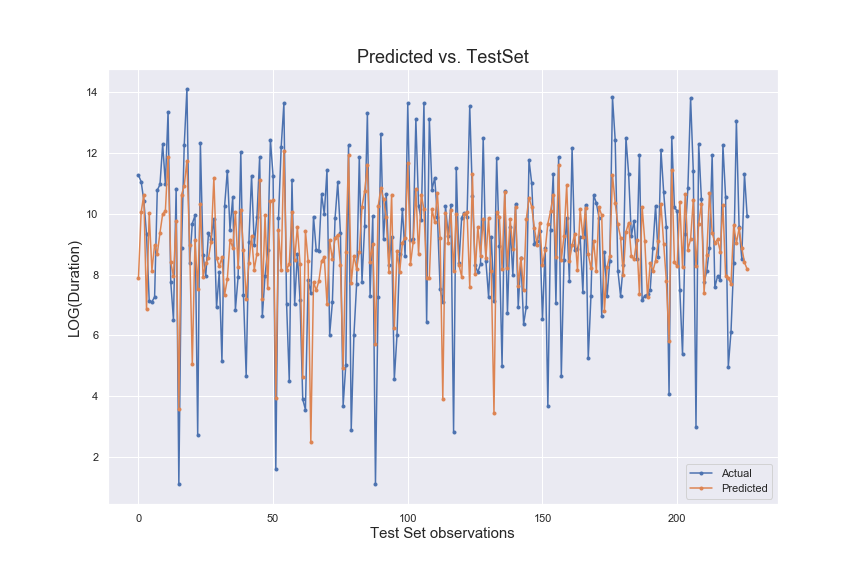 Predicted vs. TestSet
LOG(Duration)
14
12
10
8
6
4
2
0
50
100
150
200
Test Set observations
Actual
Predicted